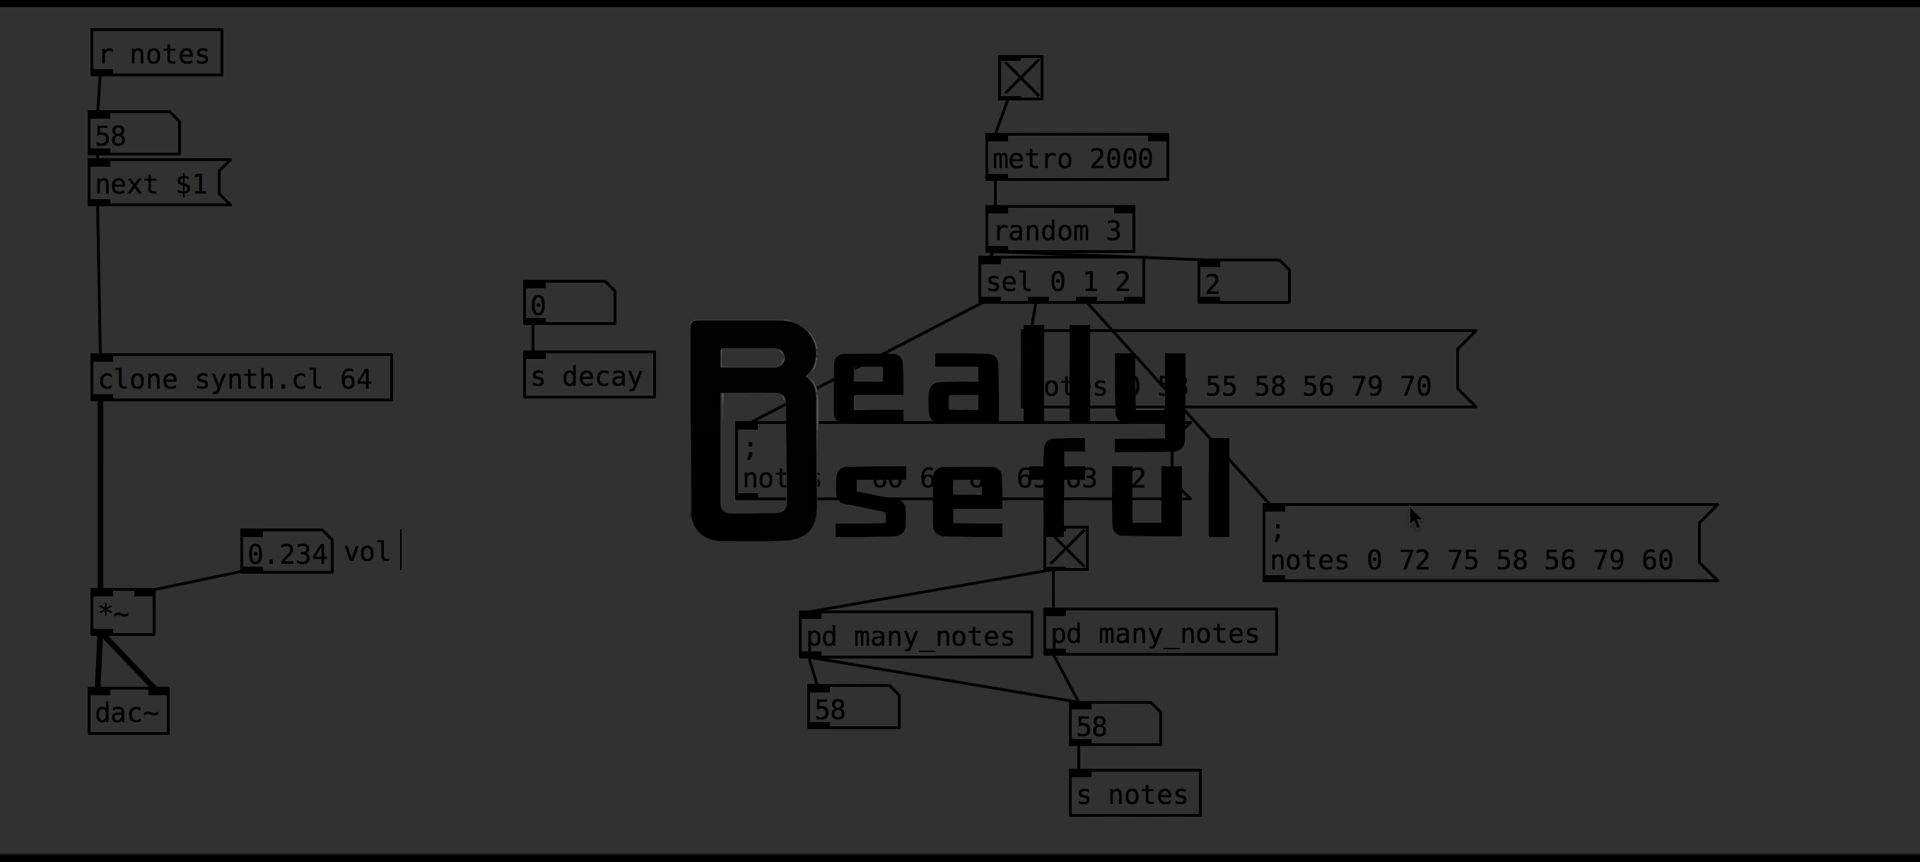 r notes
58
next $1
metro 2000
random 3
sel 0 1 2
2
0
s decay
clone synth.cl 64
Really
Useful
55 58 56 79 70
;
;
notes 0 72 75 58 56 79 60
0.234 vol
*~
dac~
pd many_notes
pd many_notes
58
58
s notes